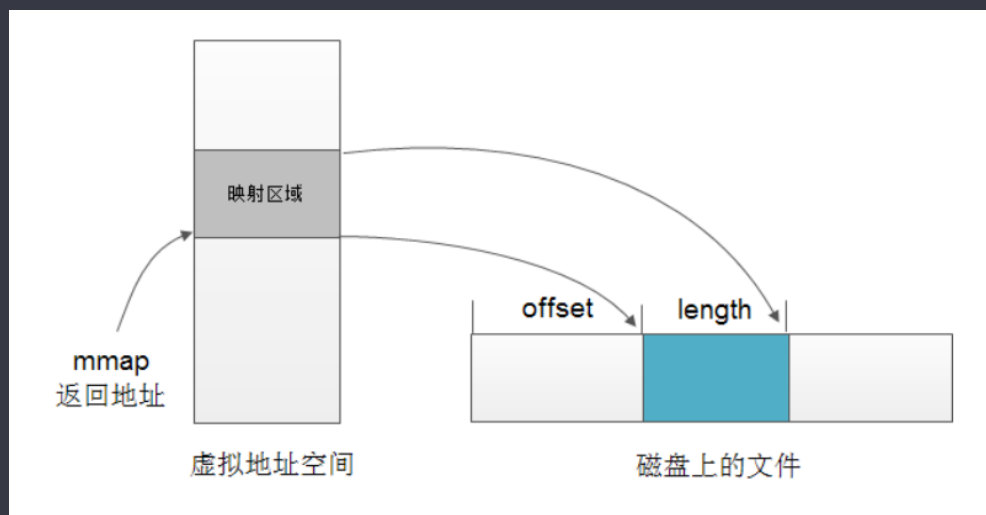 映射区域
offset
length
mmap
返回地址
虚拟地址空间
磁盘上的文件